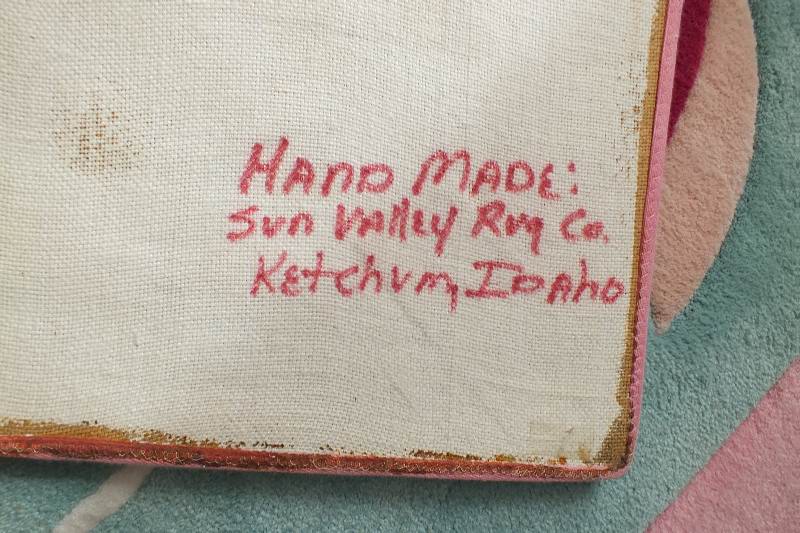 HAnD MADE:
Sun Valley Rug Co.
Ketchum, IDAho